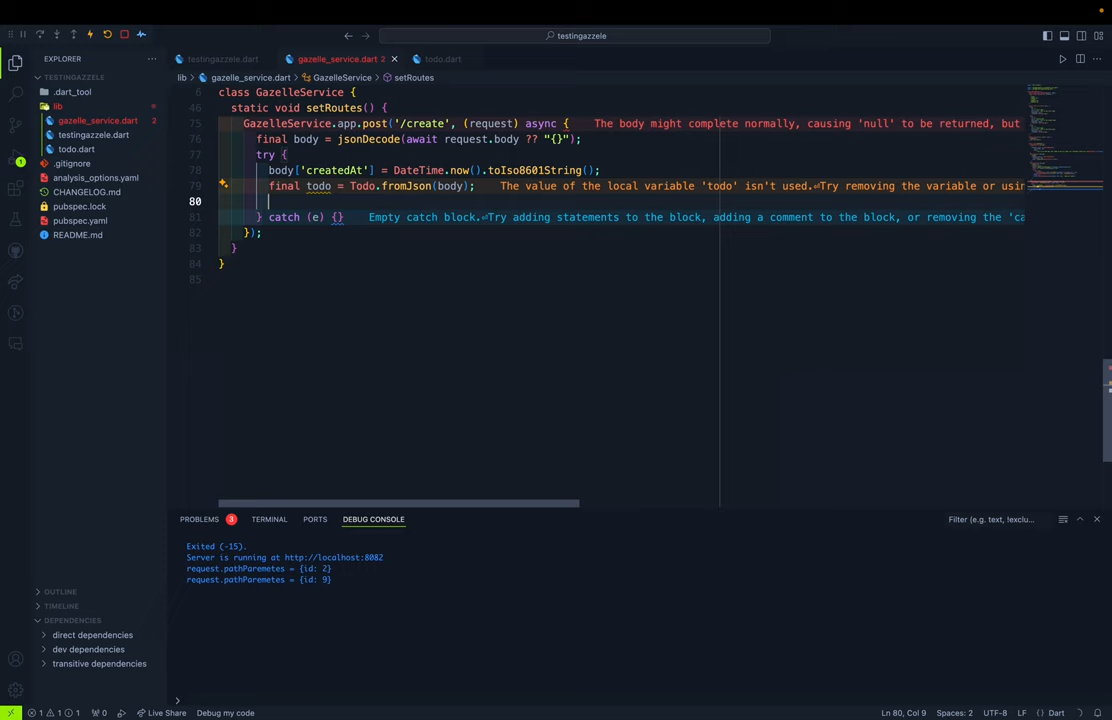 testingazzele
EXPLORER
testingazzele.dart
gazelle_service.dart 2
todo.dart
TESTINGAZZELE
lib > gazelle_service.dart > GazelleService > setRoutes
.dart_tool
lib
gazelle_service.dart 2
testingazzele.dart
todo.dart
.gitignore
analysis_options.yaml
CHANGELOG.md
pubspec.lock
pubspec.yaml
README.md
1
6 class GazelleService {
46 static void setRoutes() {
75 GazelleService.app.post('/create', (request) async { The body might complete normally, causing 'null' to be returned, but
76 final body = jsonDecode(await request.body ?? "{}");
77 try {
78 body['createdAt'] = DateTime.now().toIso8601String();
79 final todo = Todo.fromJson(body); The value of the local variable 'todo' isn't used.⏎Try removing the variable or usin
80
81 } catch (e) {} Empty catch block.⏎Try adding statements to the block, adding a comment to the block, or removing the 'ca
82 });
83 }
84 }
85
PROBLEMS 3 TERMINAL PORTS DEBUG CONSOLE
Filter (e.g. text, !exclu...
Exited (-15).
Server is running at http://localhost:8082
request.pathParemetes = {id: 2}
request.pathParemetes = {id: 9}
OUTLINE
TIMELINE
DEPENDENCIES
direct dependencies
dev dependencies
transitive dependencies
1 1 1 0 Live Share Debug my code
Ln 80, Col 9 Spaces: 2 UTF-8 LF {} Dart